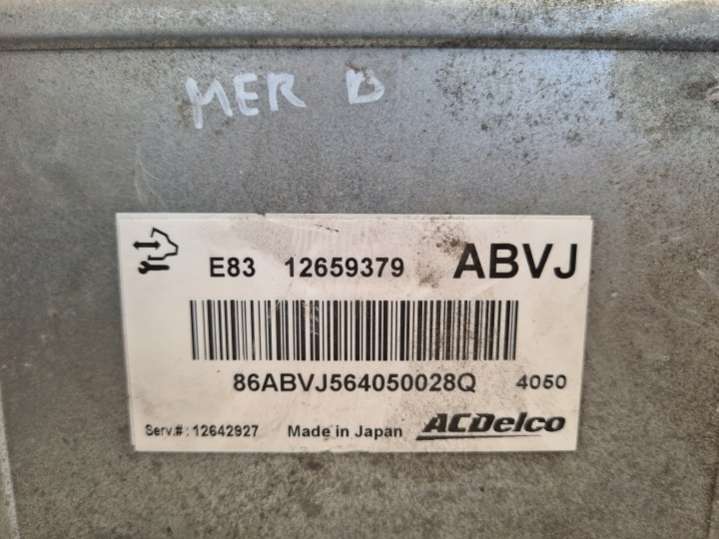 MER B
E83 12659379 ABVJ
86ABVJ564050028Q 4050
Serv.#: 12642927 Made in Japan ACDelco